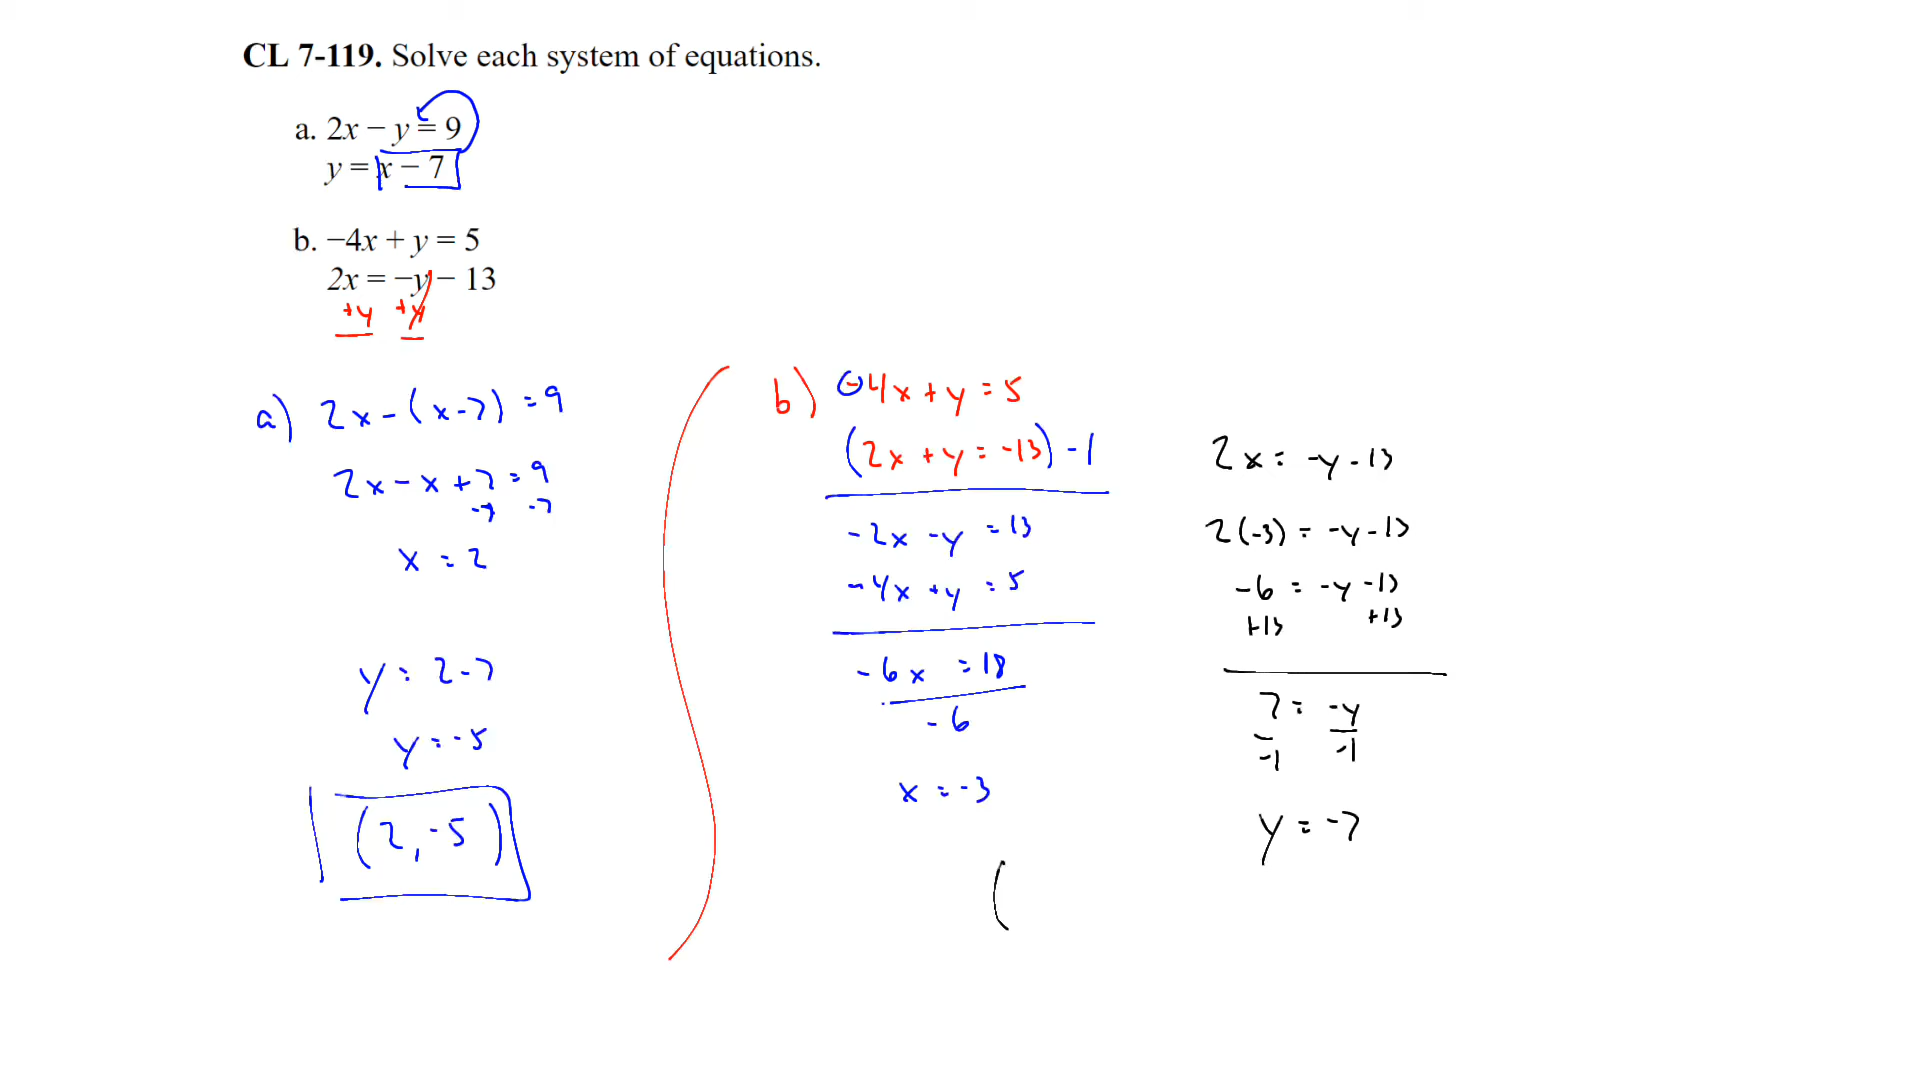 CL 7-119. Solve each system of equations.
a. 2x − y = 9
y = x − 7
b. −4x + y = 5
2x = −y − 13
+y +y
a) 2x - (x-7) = 9
2x - x + 7 = 9
-7 -7
x = 2
y = 2-7
y = -5
(2, -5)
b) -4x + y = 5
(2x + y = -13) -1
-2x -y = 13
-4x + y = 5
-6x = 18
-6
x = -3
2x = -y - 13
2(-3) = -y - 13
-6 = -y - 13
+13 +13
7 = -y
-1 -1
y = -7
(